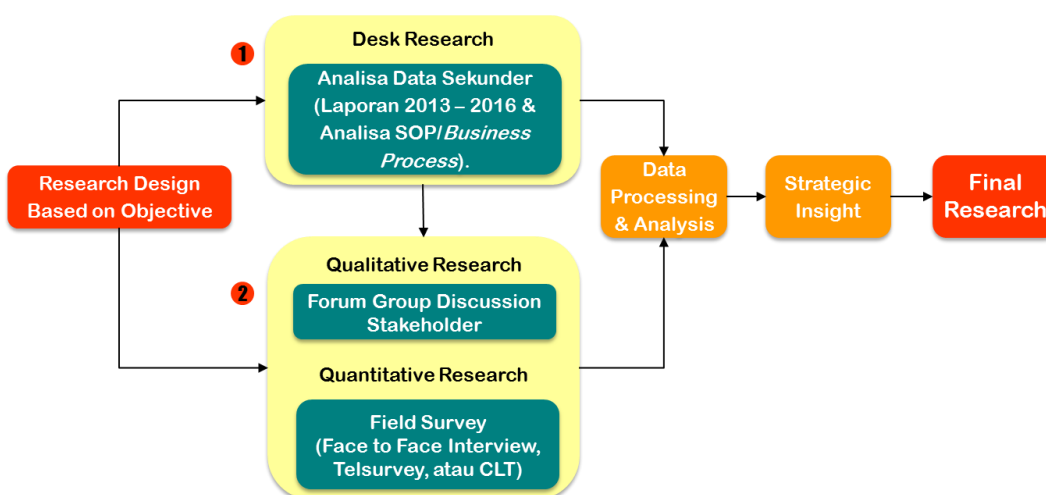 1
Desk Research
Analisa Data Sekunder
(Laporan 2013 – 2016 &
Analisa SOP/Business
Process).
Research Design
Based on Objective
2
Qualitative Research
Forum Group Discussion
Stakeholder
Quantitative Research
Field Survey
(Face to Face Interview,
Telsurvey, atau CLT)
Data
Processing
& Analysis
Strategic
Insight
Final
Research